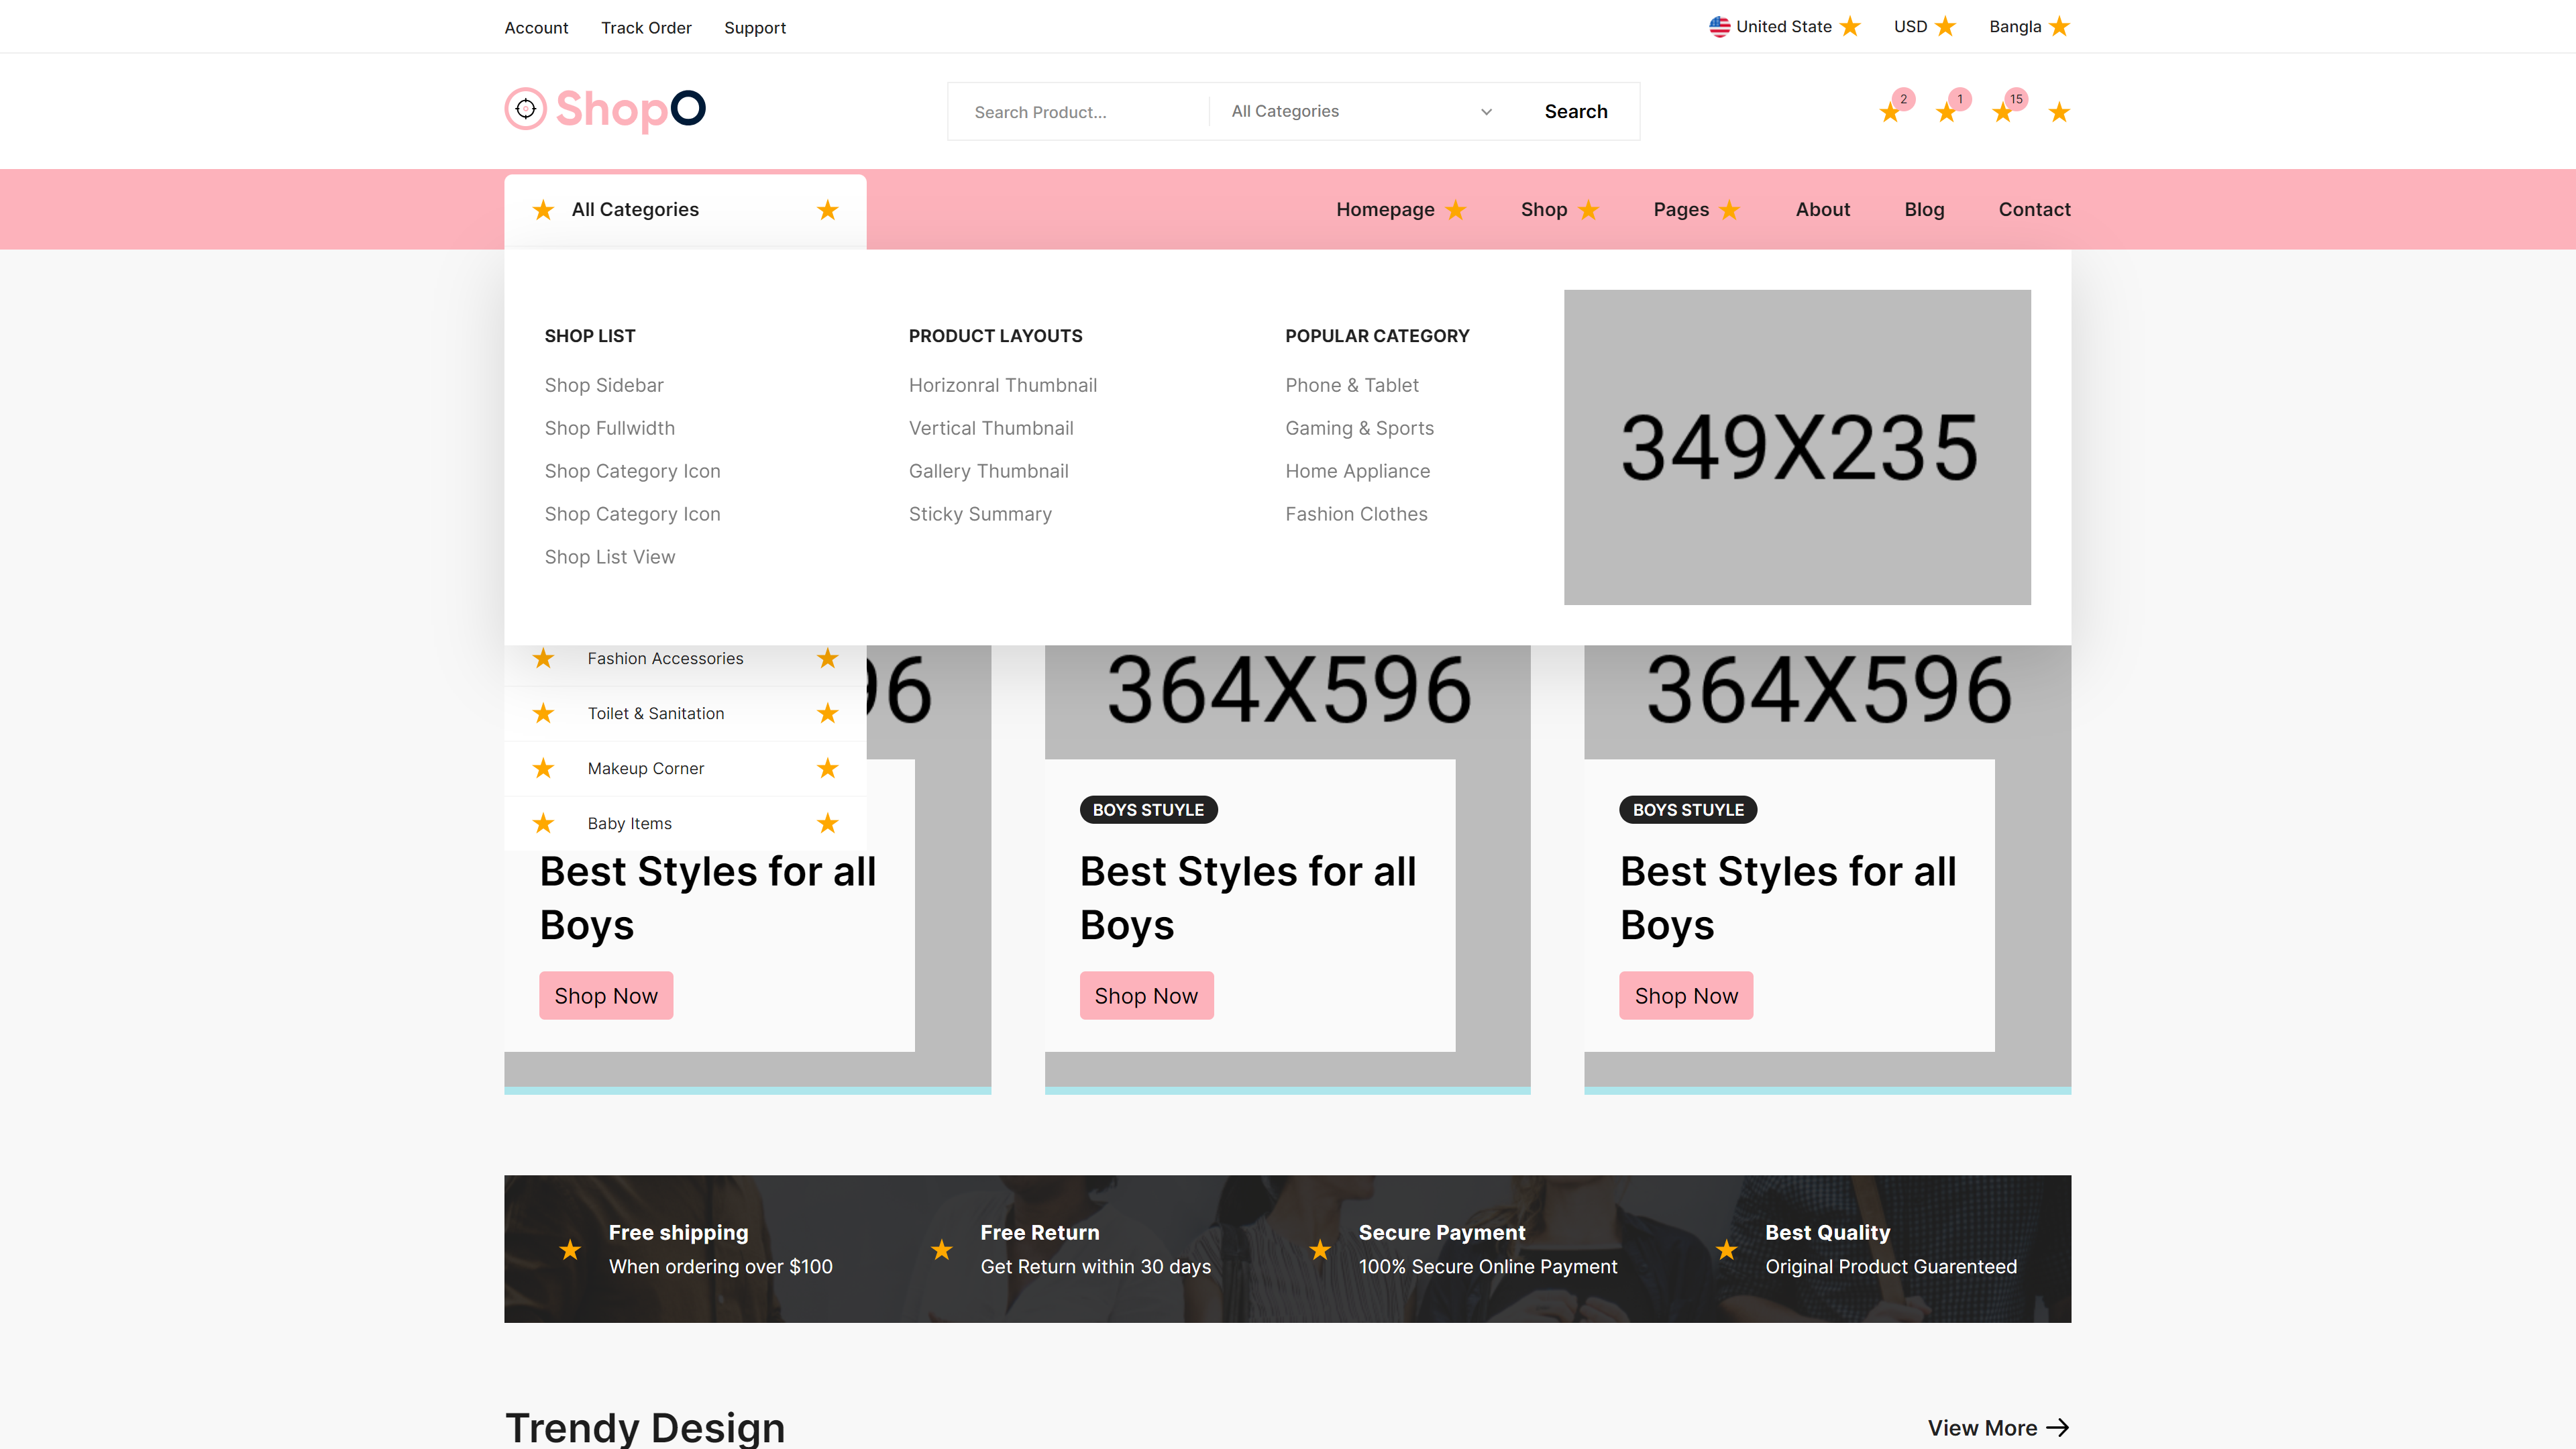 Account Track Order Support
United State USD Bangla
ShopO
Search Product... All Categories Search
2 1 15
All Categories
Homepage Shop Pages About Blog Contact
SHOP LIST
Shop Sidebar
Shop Fullwidth
Shop Category Icon
Shop Category Icon
Shop List View
PRODUCT LAYOUTS
Horizonral Thumbnail
Vertical Thumbnail
Gallery Thumbnail
Sticky Summary
POPULAR CATEGORY
Phone & Tablet
Gaming & Sports
Home Appliance
Fashion Clothes
349X235
Fashion Accessories
Toilet & Sanitation
Makeup Corner
Baby Items
Best Styles for all
Boys
Shop Now
364X596
BOYS STUYLE
Best Styles for all
Boys
Shop Now
364X596
BOYS STUYLE
Best Styles for all
Boys
Shop Now
Free shipping
When ordering over $100
Free Return
Get Return within 30 days
Secure Payment
100% Secure Online Payment
Best Quality
Original Product Guarenteed
Trendy Design
View More